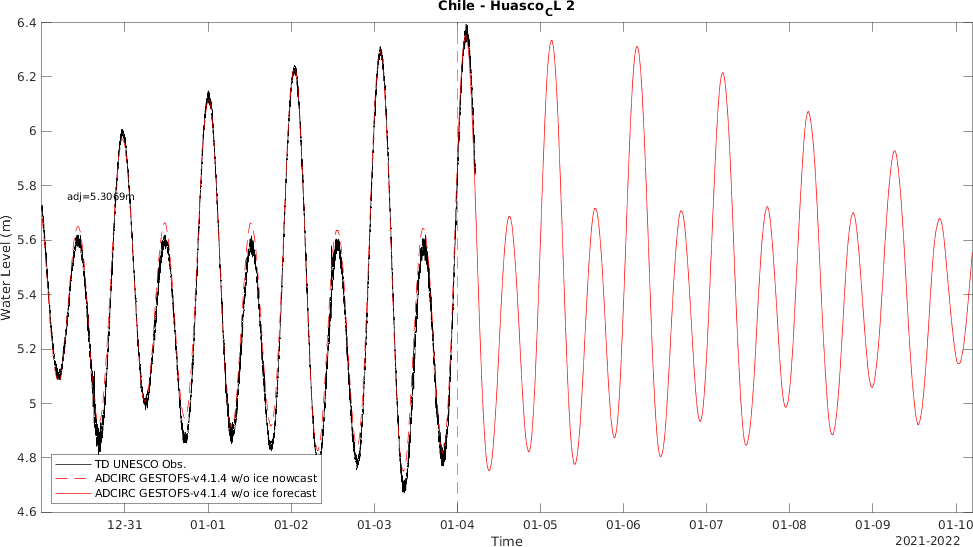 Chile - Huasco_CL 2
6.4
6.2
6
5.8
5.6
5.4
5.2
5
4.8
4.6
Water Level (m)
adj=5.3069m
TD UNESCO Obs.
ADCIRC GESTOFS-v4.1.4 w/o ice nowcast
ADCIRC GESTOFS-v4.1.4 w/o ice forecast
12-31 01-01 01-02 01-03 01-04 01-05 01-06 01-07 01-08 01-09 01-10
Time
2021-2022